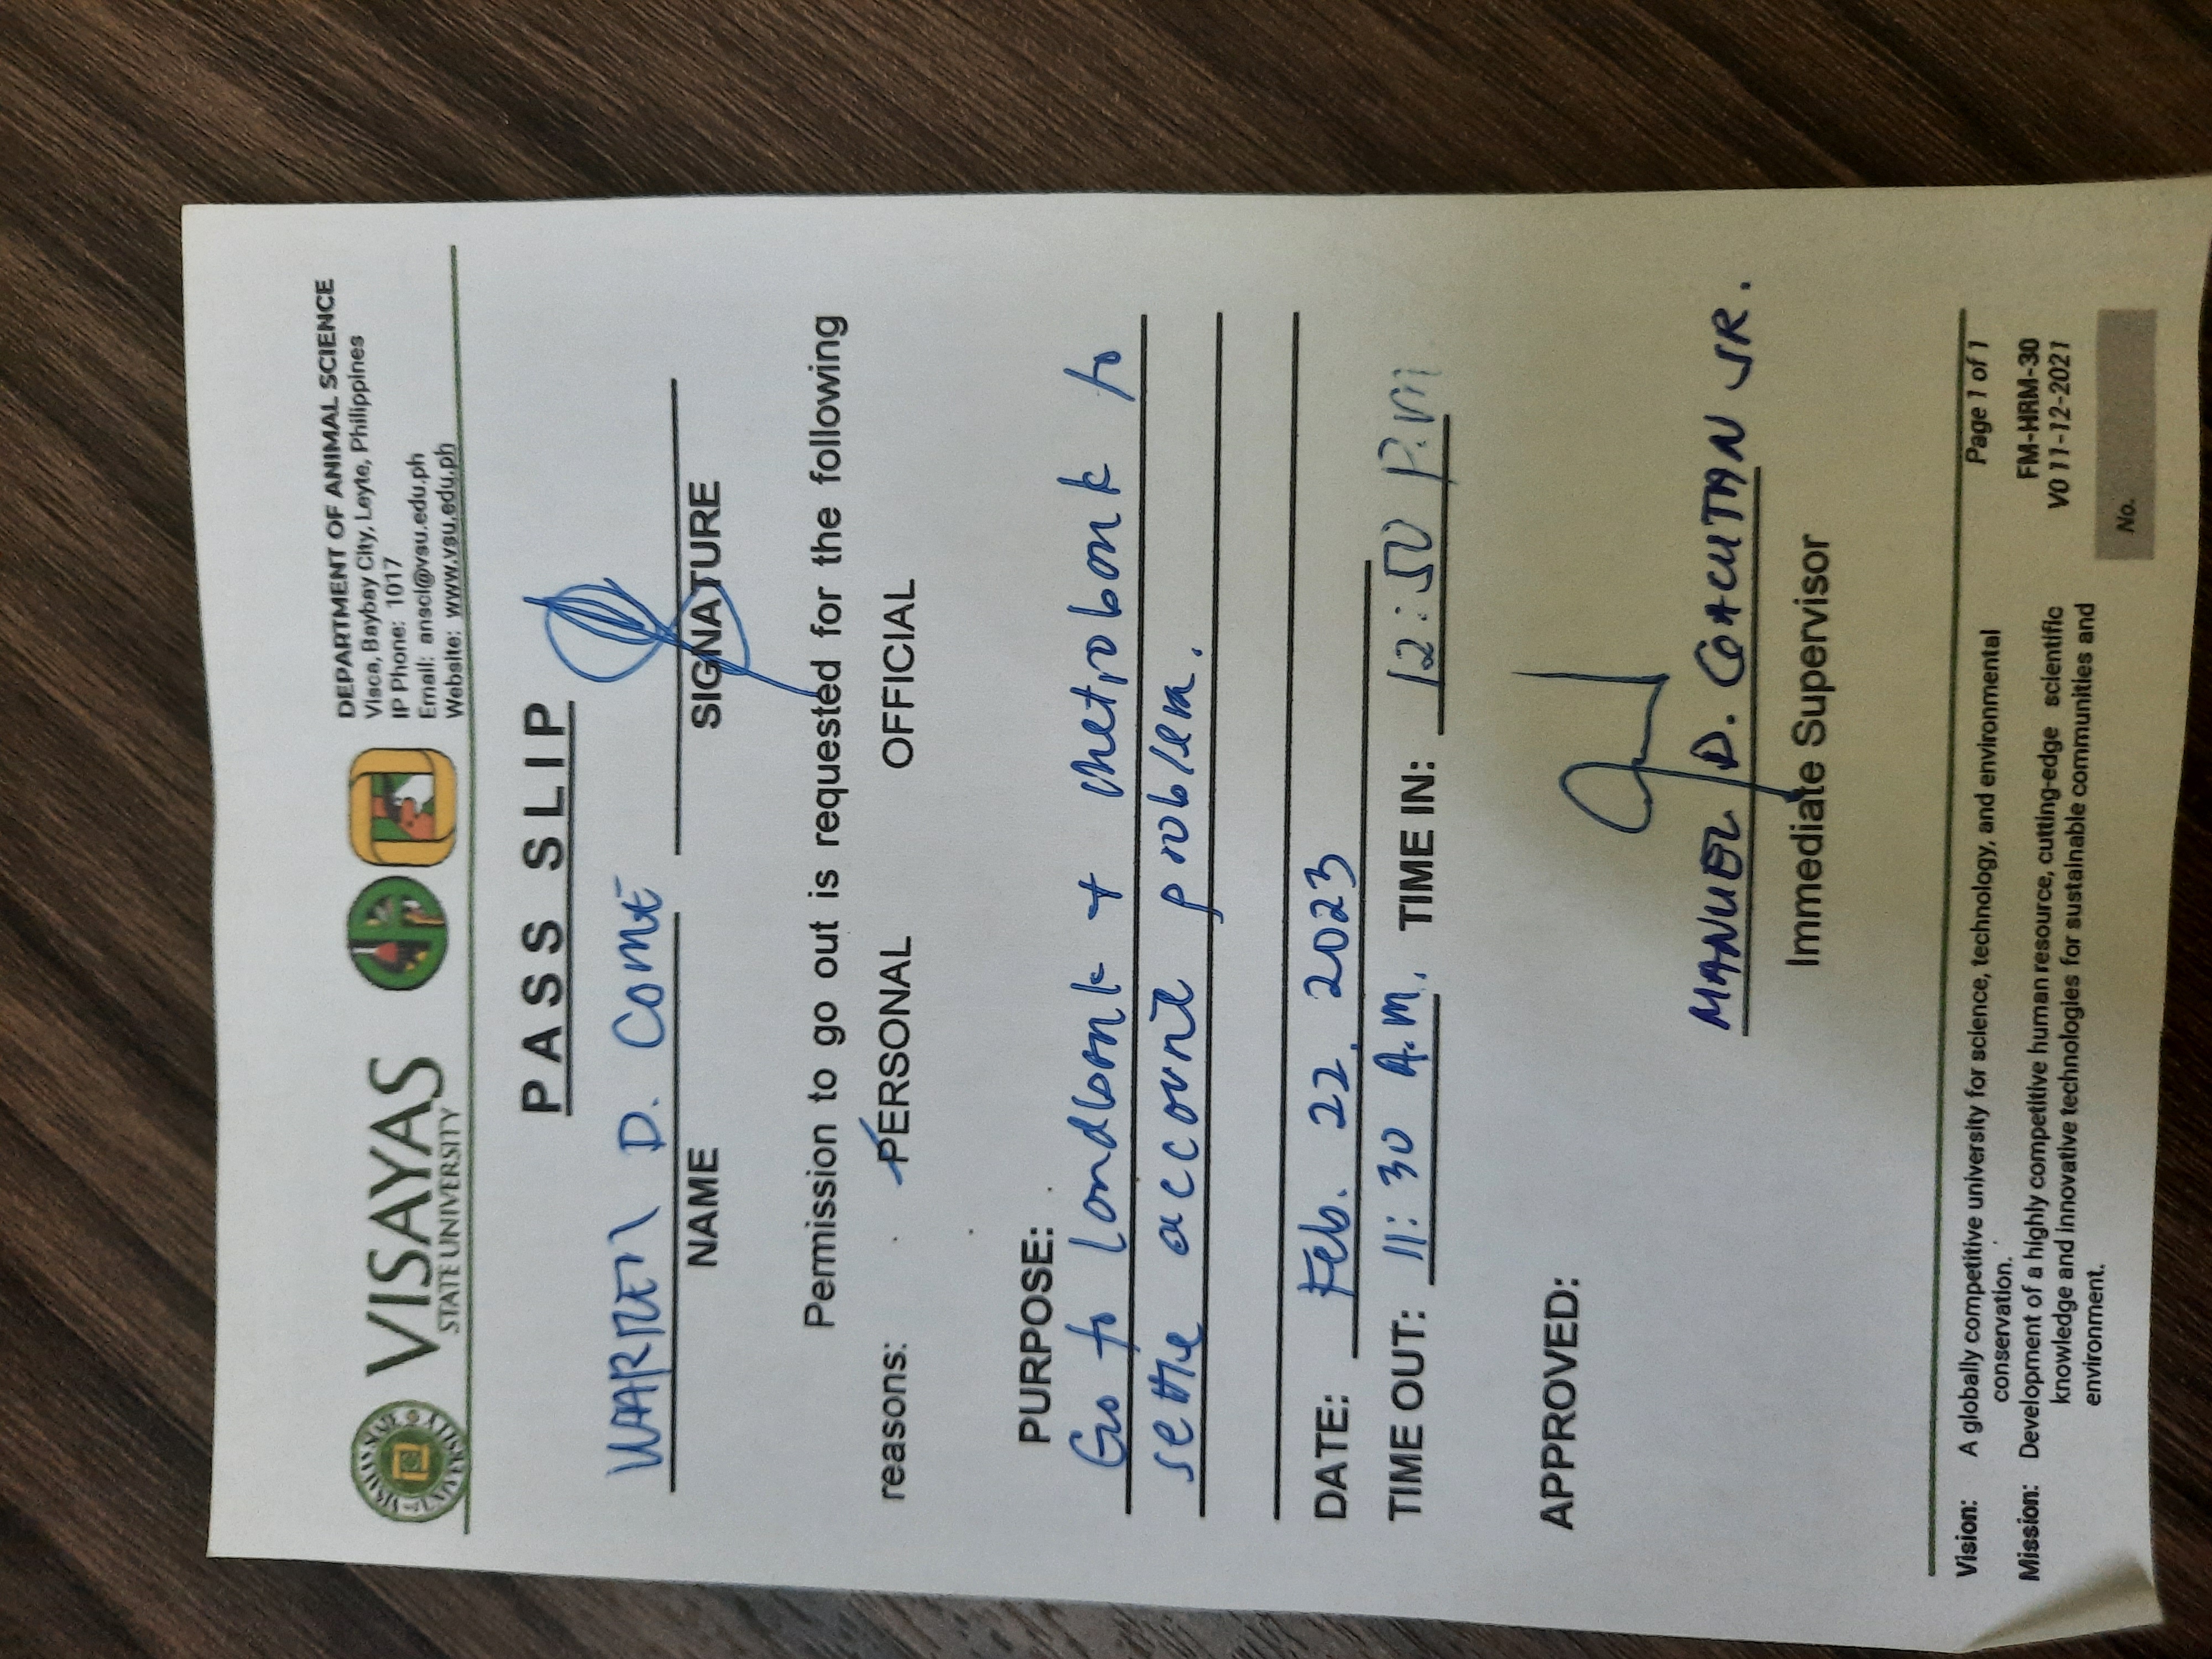 VISAYAS
STATE UNIVERSITY
DEPARTMENT OF ANIMAL SCIENCE
Visca, Baybay City, Leyte, Philippines
IP Phone: 1017
Email: ansci@vsu.edu.ph
Website: www.vsu.edu.ph
PASS SLIP
WARREN D. Come
NAME
SIGNATURE
Permission to go out is requested for the following
reasons: PERSONAL OFFICIAL
PURPOSE:
Go to Landbank + Metrobank to
settle account problem.
DATE: Feb. 22, 2023
TIME OUT: 11:30 A.M. TIME IN: 12:50 P.M
APPROVED:
MANUEL D. COACUTAN JR.
Immediate Supervisor
Vision: A globally competitive university for science, technology, and environmental
conservation.
Mission: Development of a highly competitive human resource, cutting-edge scientific
knowledge and innovative technologies for sustainable communities and
environment.
Page 1 of 1
FM-HRM-30
V0 11-12-2021
No.